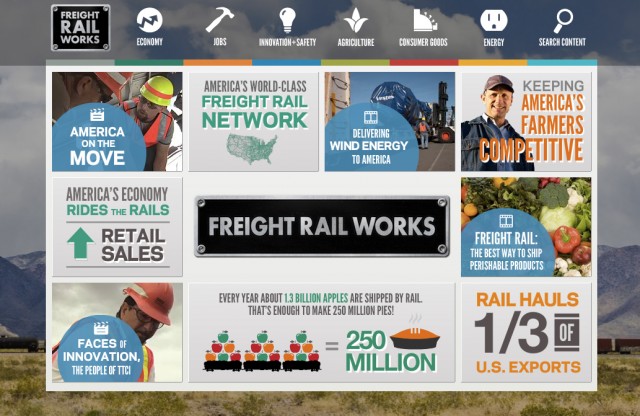 FREIGHT
RAIL
WORKS
ECONOMY
JOBS
INNOVATION + SAFETY
AGRICULTURE
CONSUMER GOODS
ENERGY
SEARCH CONTENT
AMERICA
ON THE
MOVE
AMERICA'S WORLD-CLASS
FREIGHT RAIL
NETWORK
DELIVERING
WIND ENERGY
TO AMERICA
KEEPING
AMERICA'S
FARMERS
COMPETITIVE
AMERICA'S ECONOMY
RIDES THE RAILS
RETAIL
SALES
FREIGHT RAIL WORKS
FREIGHT RAIL:
THE BEST WAY TO SHIP
PERISHABLE PRODUCTS
FACES OF
INNOVATION,
THE PEOPLE OF TTCI
EVERY YEAR ABOUT 1.3 BILLION APPLES ARE SHIPPED BY RAIL.
THAT'S ENOUGH TO MAKE 250 MILLION PIES!
= 250
MILLION
RAIL HAULS
1/3 OF
U.S. EXPORTS